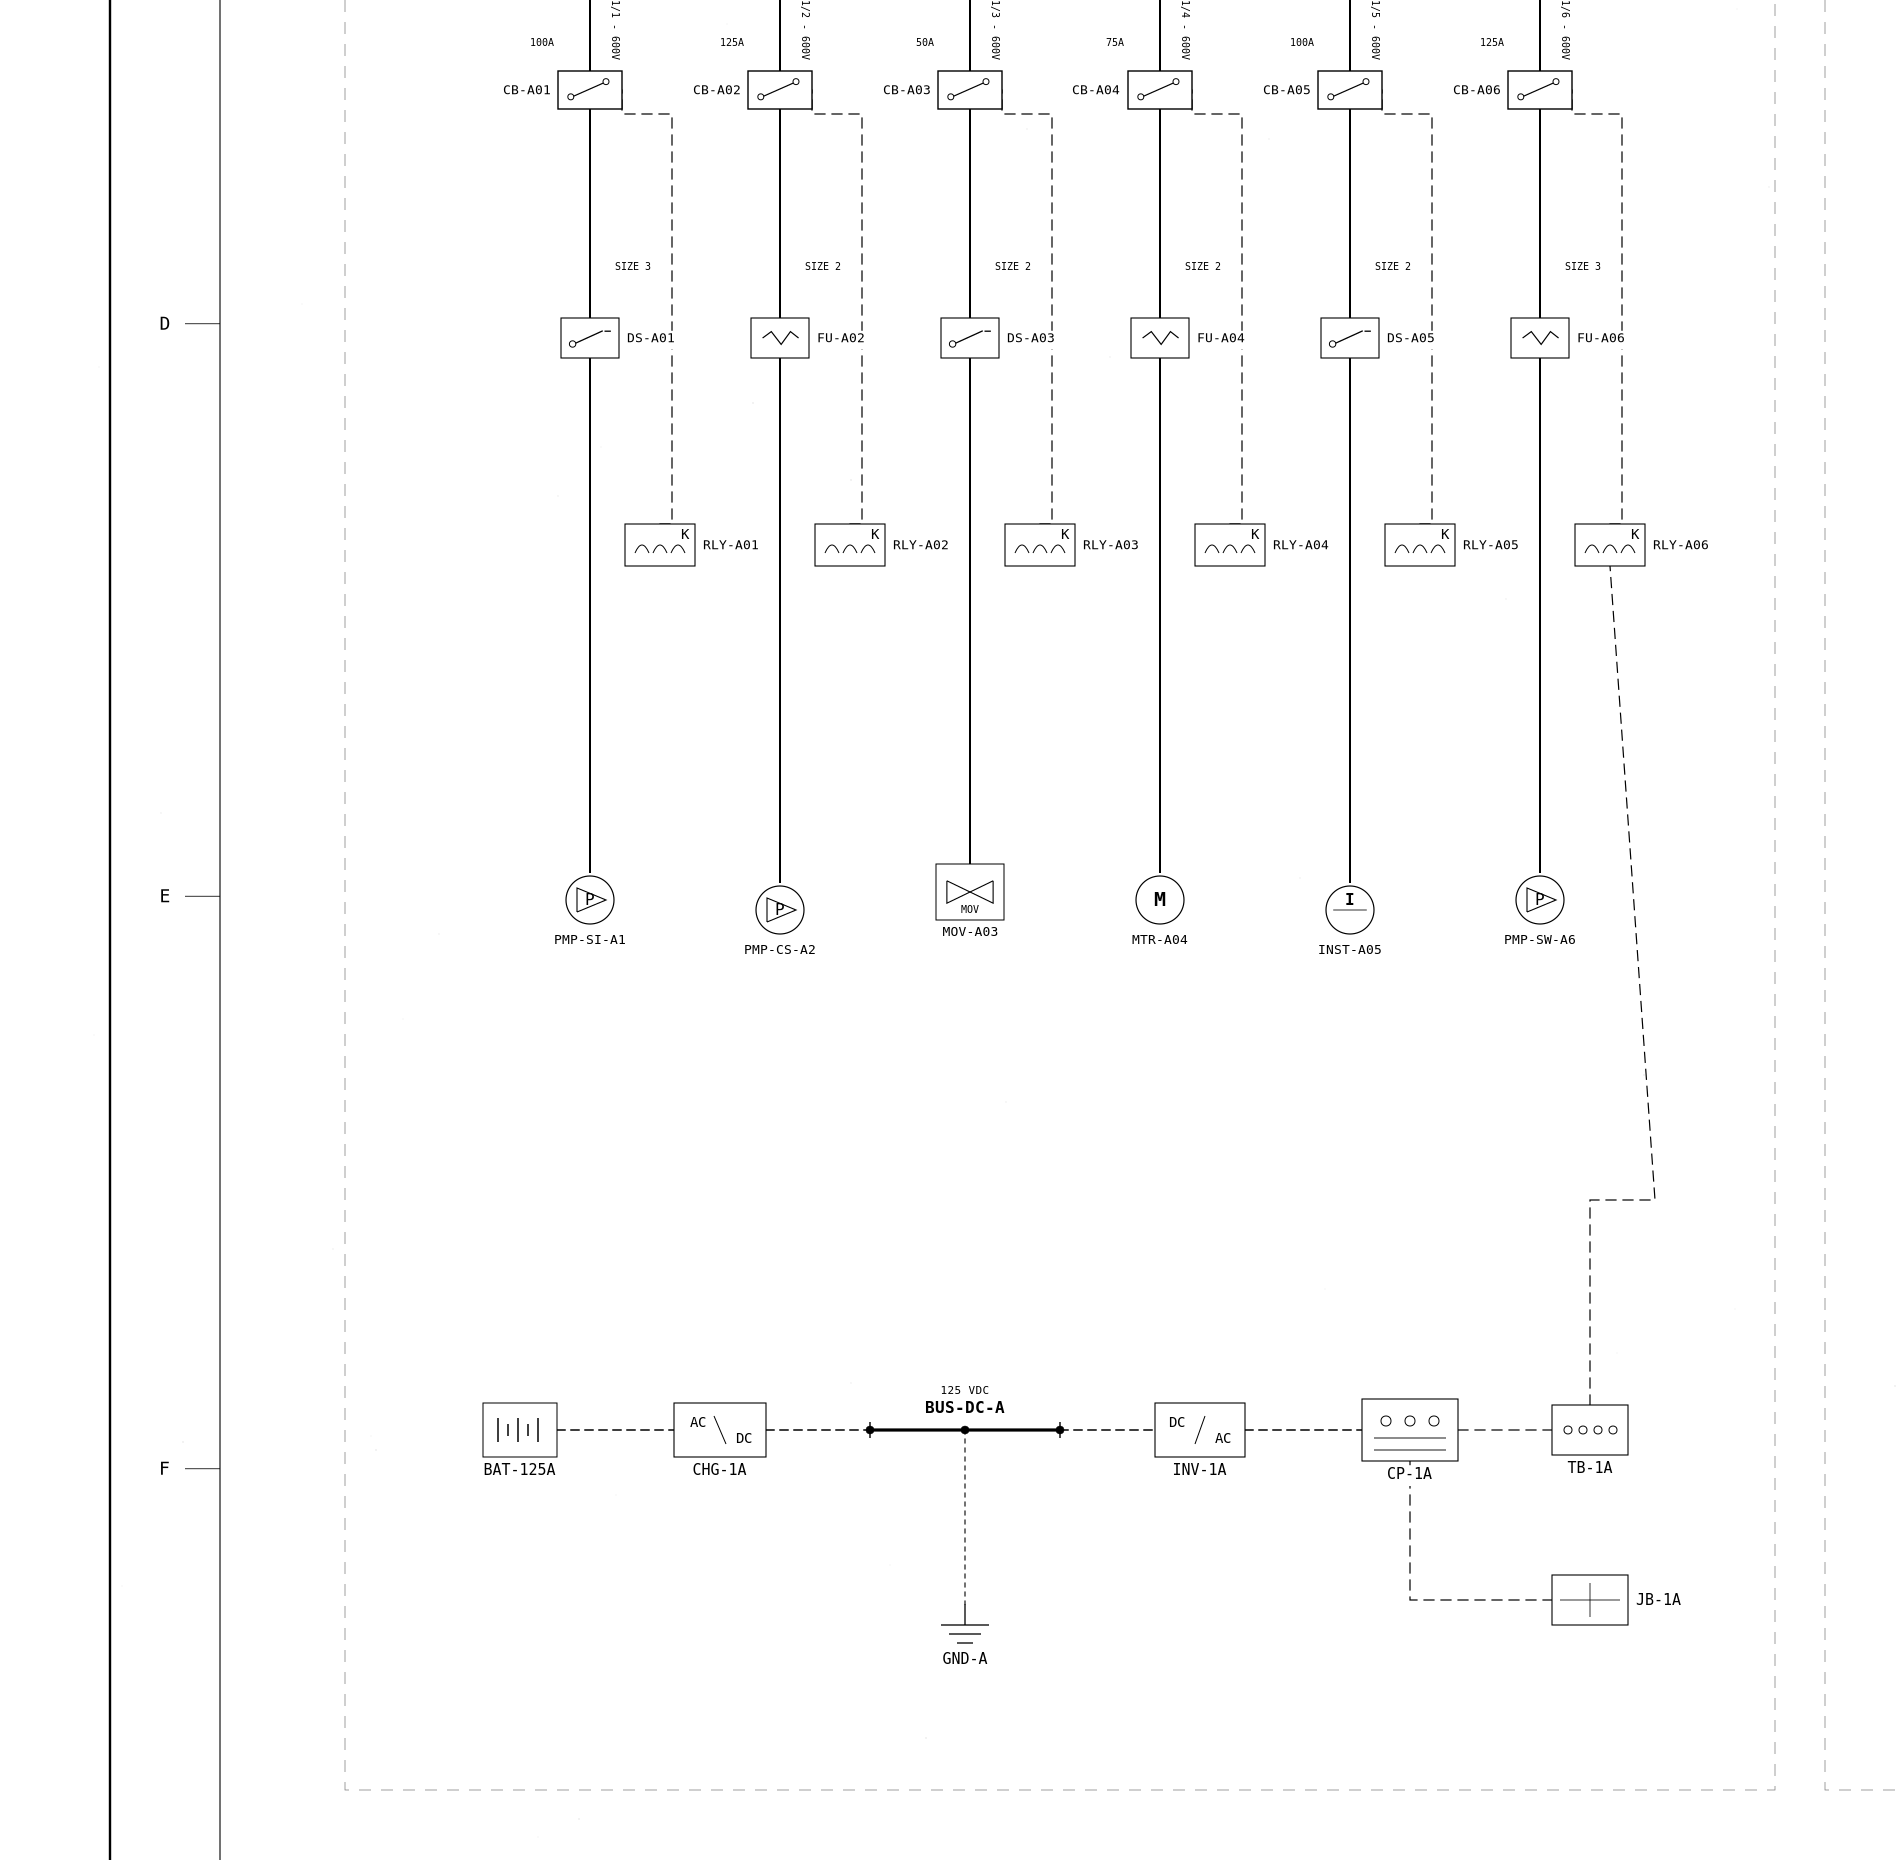 1/1 - 600V
1/2 - 600V
1/3 - 600V
1/4 - 600V
1/5 - 600V
1/6 - 600V
100A
125A
50A
75A
100A
125A
CB-A01
CB-A02
CB-A03
CB-A04
CB-A05
CB-A06
SIZE 3
SIZE 2
SIZE 2
SIZE 2
SIZE 2
SIZE 3
D
DS-A01
FU-A02
DS-A03
FU-A04
DS-A05
FU-A06
K
K
K
K
K
K
RLY-A01
RLY-A02
RLY-A03
RLY-A04
RLY-A05
RLY-A06
E
P
P
MOV
M
I
P
PMP-SI-A1
PMP-CS-A2
MOV-A03
MTR-A04
INST-A05
PMP-SW-A6
125 VDC
BUS-DC-A
AC
DC
DC
AC
F
BAT-125A
CHG-1A
INV-1A
CP-1A
TB-1A
JB-1A
GND-A